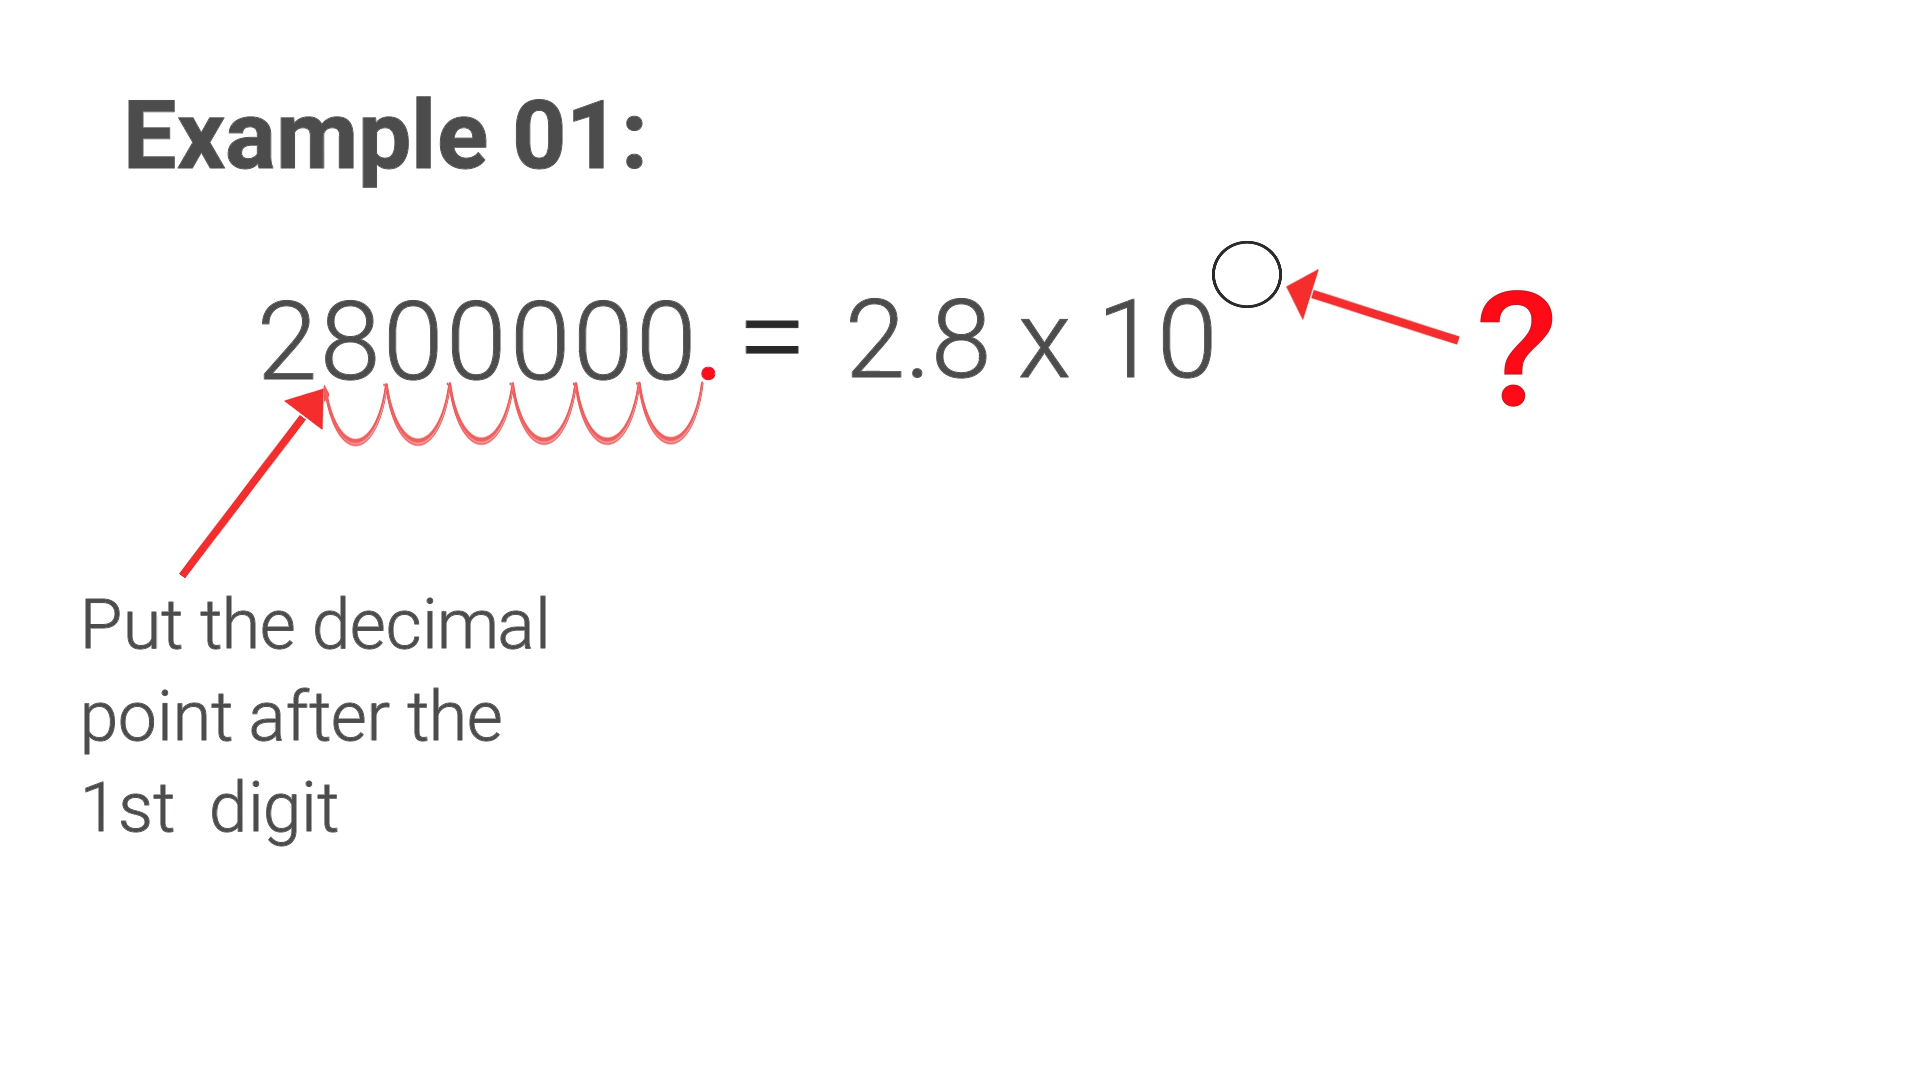 Example 01:
2800000. = 2.8 x 10 ?
Put the decimal
point after the
1st digit